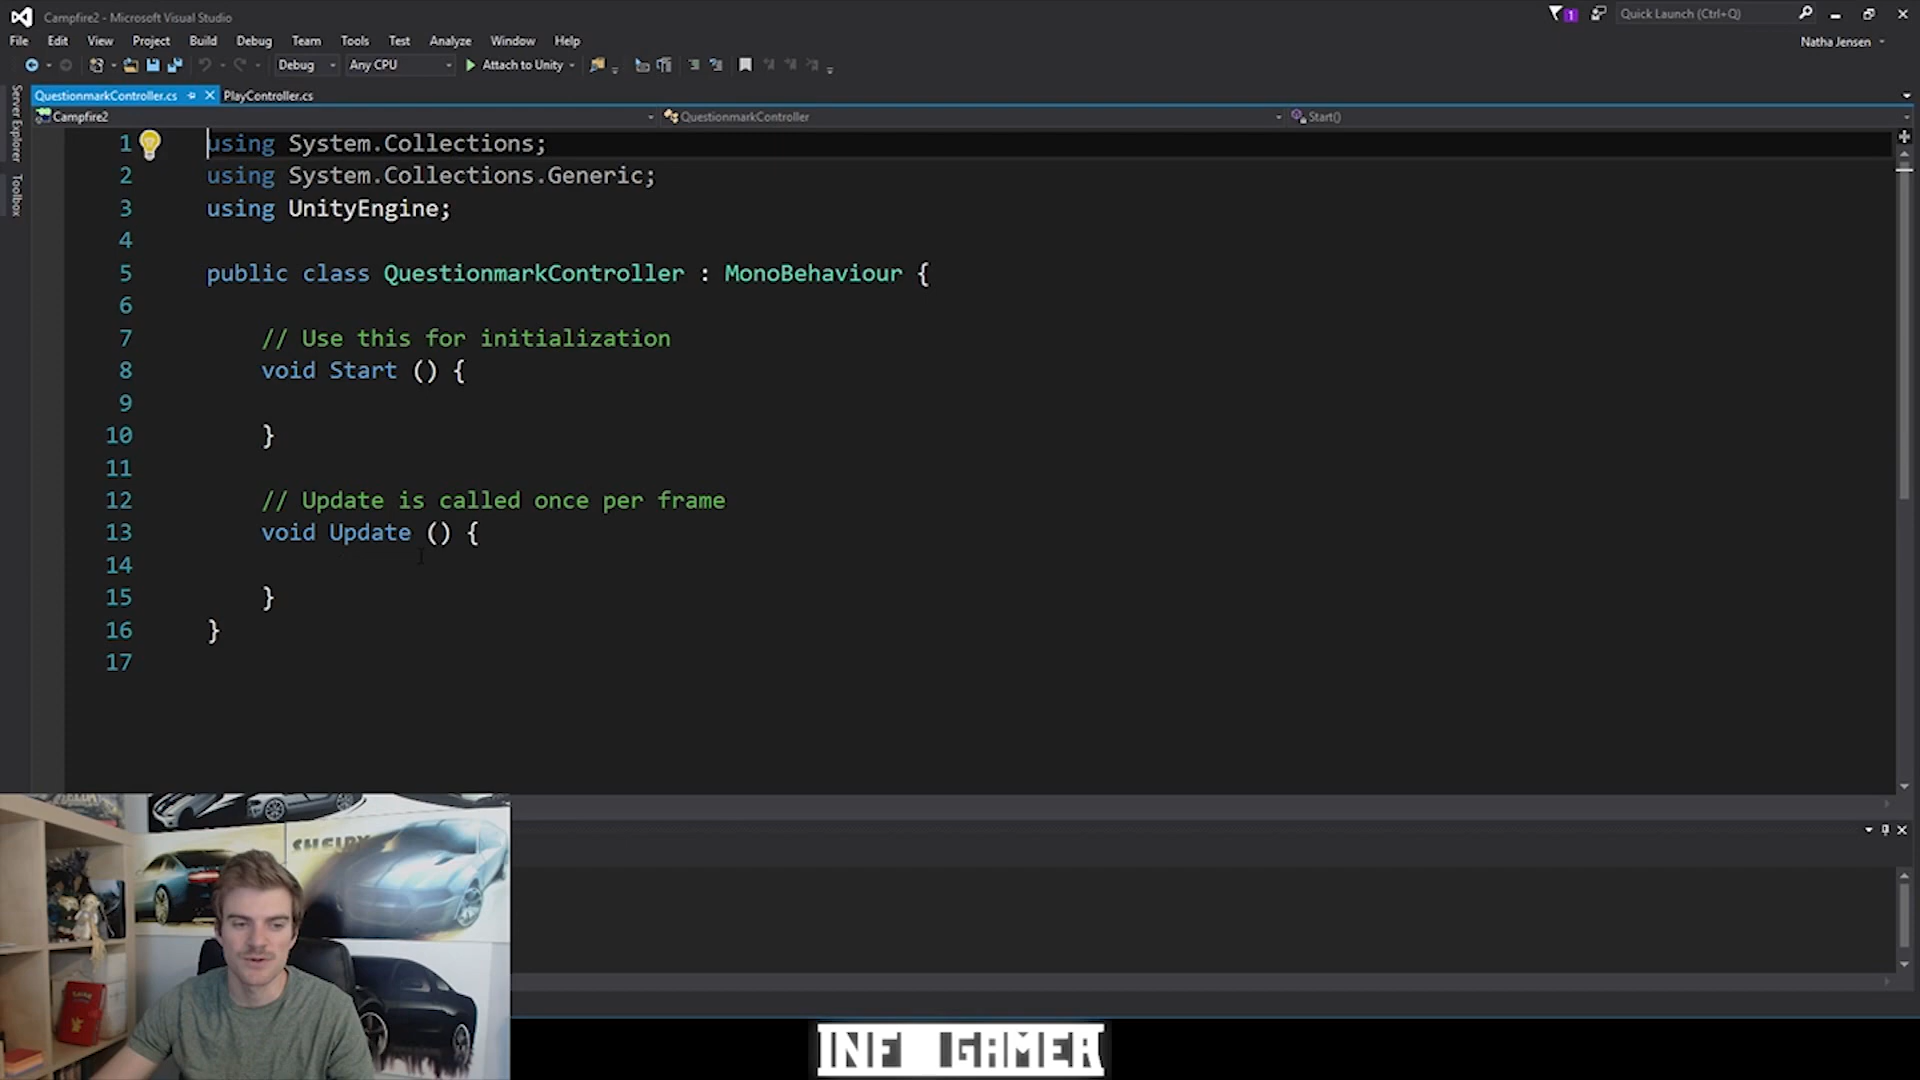 Campfire2 - Microsoft Visual Studio
1
Quick Launch (Ctrl+Q)
File Edit View Project Build Debug Team Tools Test Analyze Window Help
Natha Jensen
Debug Any CPU Attach to Unity
QuestionmarkController.cs PlayController.cs
Campfire2 QuestionmarkController Start()
Server Explorer
Toolbox
1 using System.Collections;
2 using System.Collections.Generic;
3 using UnityEngine;
4
5 public class QuestionmarkController : MonoBehaviour {
6
7 // Use this for initialization
8 void Start () {
9
10 }
11
12 // Update is called once per frame
13 void Update () {
14
15 }
16 }
17
SHELBY
INF GAMER